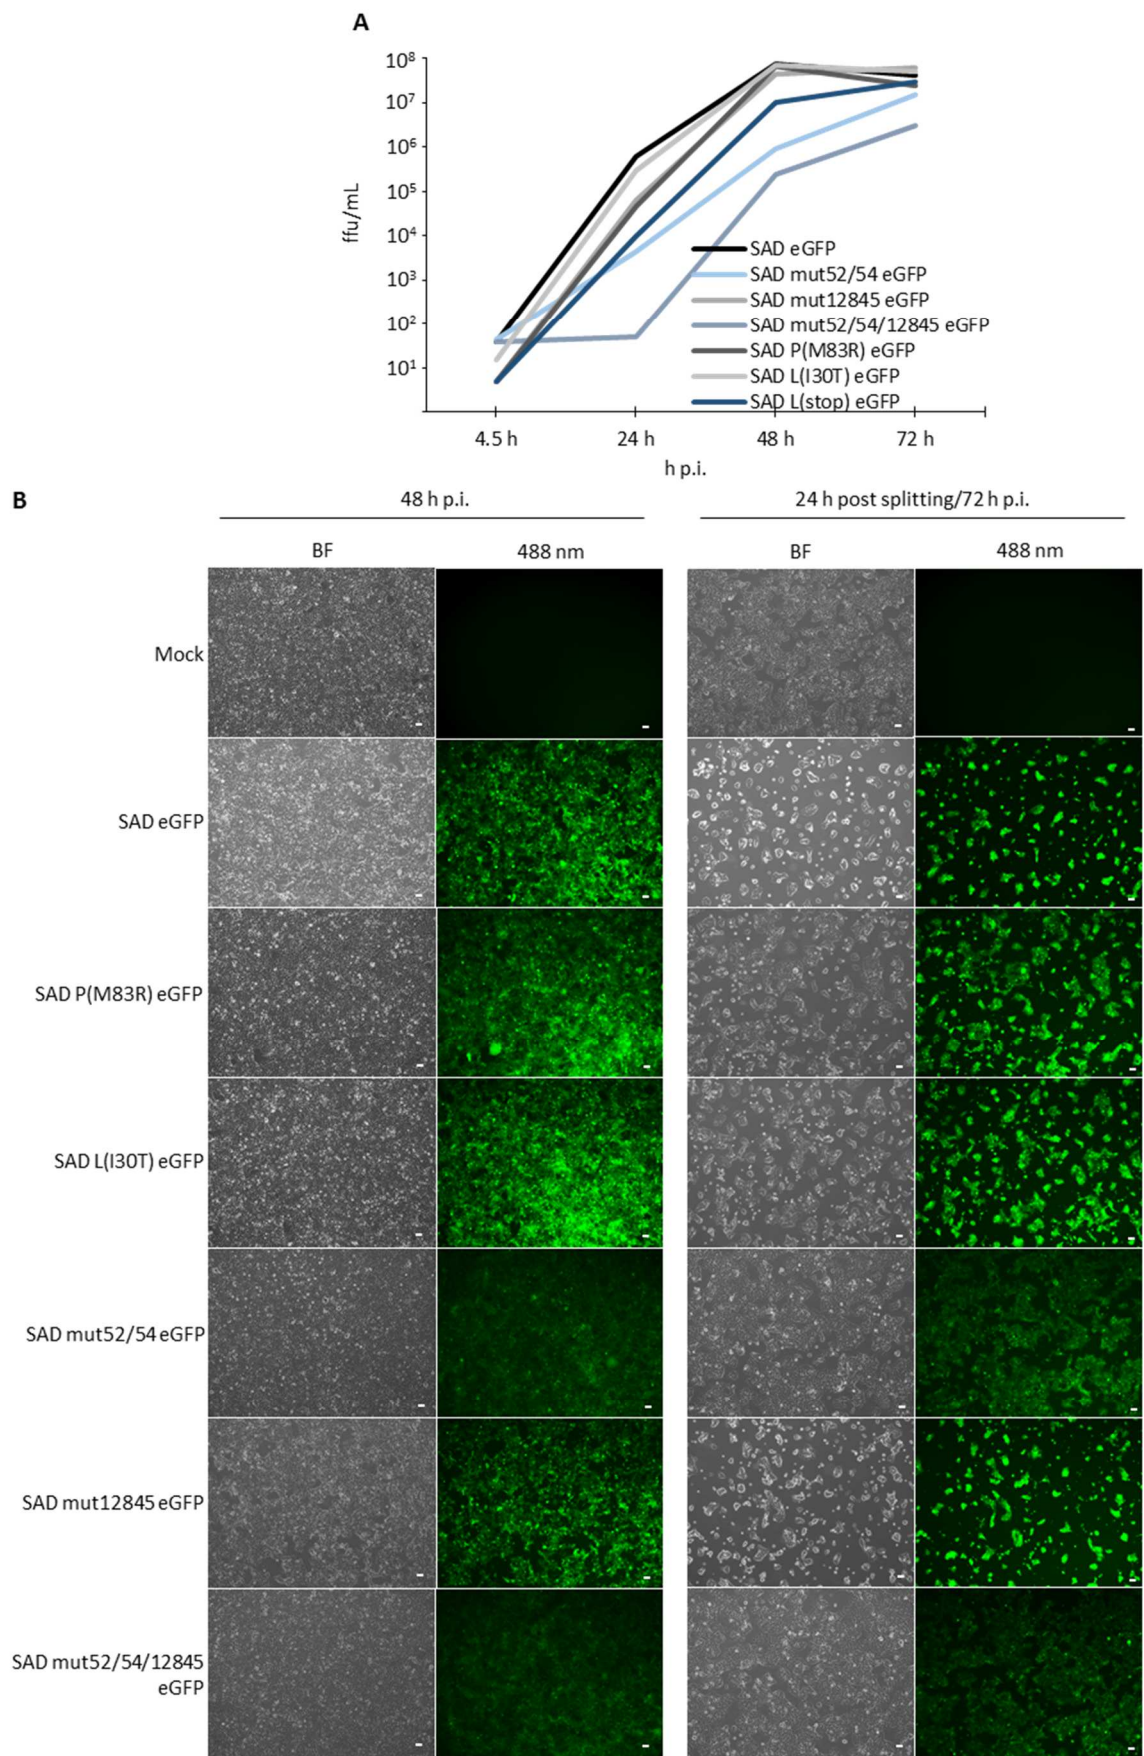 A
10⁸
10⁷
10⁶
10⁵
10⁴
10³
10²
10¹
ffu/mL
SAD eGFP
SAD mut52/54 eGFP
SAD mut12845 eGFP
SAD mut52/54/12845 eGFP
SAD P(M83R) eGFP
SAD L(I30T) eGFP
SAD L(stop) eGFP
4.5 h 24 h 48 h 72 h
h p.i.
B
48 h p.i. 24 h post splitting/72 h p.i.
BF 488 nm BF 488 nm
Mock
SAD eGFP
SAD P(M83R) eGFP
SAD L(I30T) eGFP
SAD mut52/54 eGFP
SAD mut12845 eGFP
SAD mut52/54/12845
eGFP